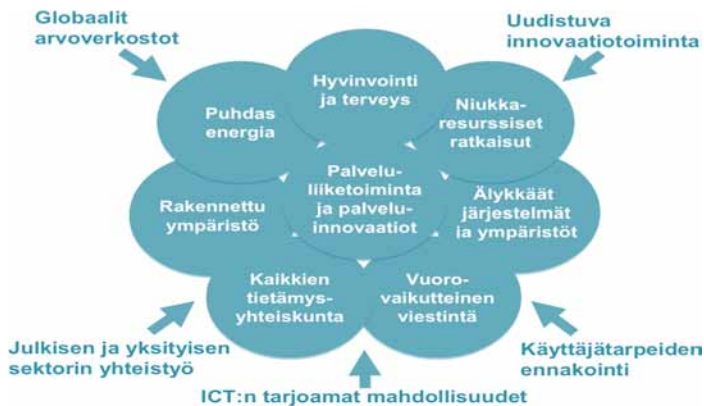 Globaalit
arvoverkostot
Uudistuva
innovaatiotoiminta
Hyvinvointi
ja terveys
Puhdas
energia
Niukka-
resurssiset
ratkaisut
Palvelu-
liiketoiminta
ja palvelu-
innovaatiot
Rakennettu
ympäristö
Älykkäät
järjestelmät
ja ympäristöt
Kaikkien
tietämys-
yhteiskunta
Vuoro-
vaikutteinen
viestintä
Julkisen ja yksityisen
sektorin yhteistyö
Käyttäjätarpeiden
ennakointi
ICT:n tarjoamat mahdollisuudet